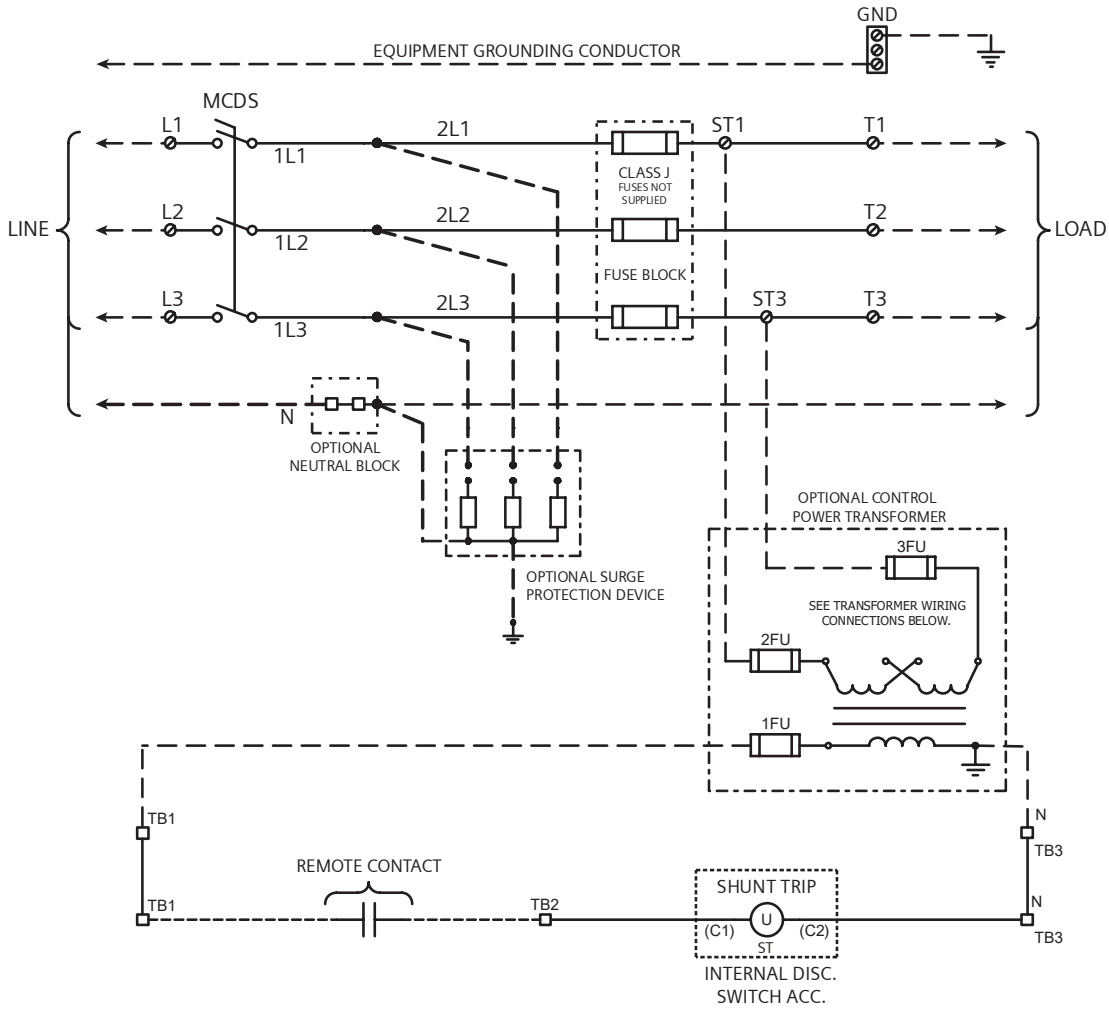 GND
EQUIPMENT GROUNDING CONDUCTOR
MCDS
L1
1L1
2L1
ST1
T1
CLASS J
FUSES NOT
SUPPLIED
LINE
L2
1L2
2L2
T2
LOAD
FUSE BLOCK
L3
1L3
2L3
ST3
T3
N
OPTIONAL
NEUTRAL BLOCK
OPTIONAL CONTROL
POWER TRANSFORMER
3FU
OPTIONAL SURGE
PROTECTION DEVICE
SEE TRANSFORMER WIRING
CONNECTIONS BELOW.
2FU
1FU
TB1
N
TB3
REMOTE CONTACT
TB1
TB2
SHUNT TRIP
(C1)
U
(C2)
ST
N
TB3
INTERNAL DISC.
SWITCH ACC.